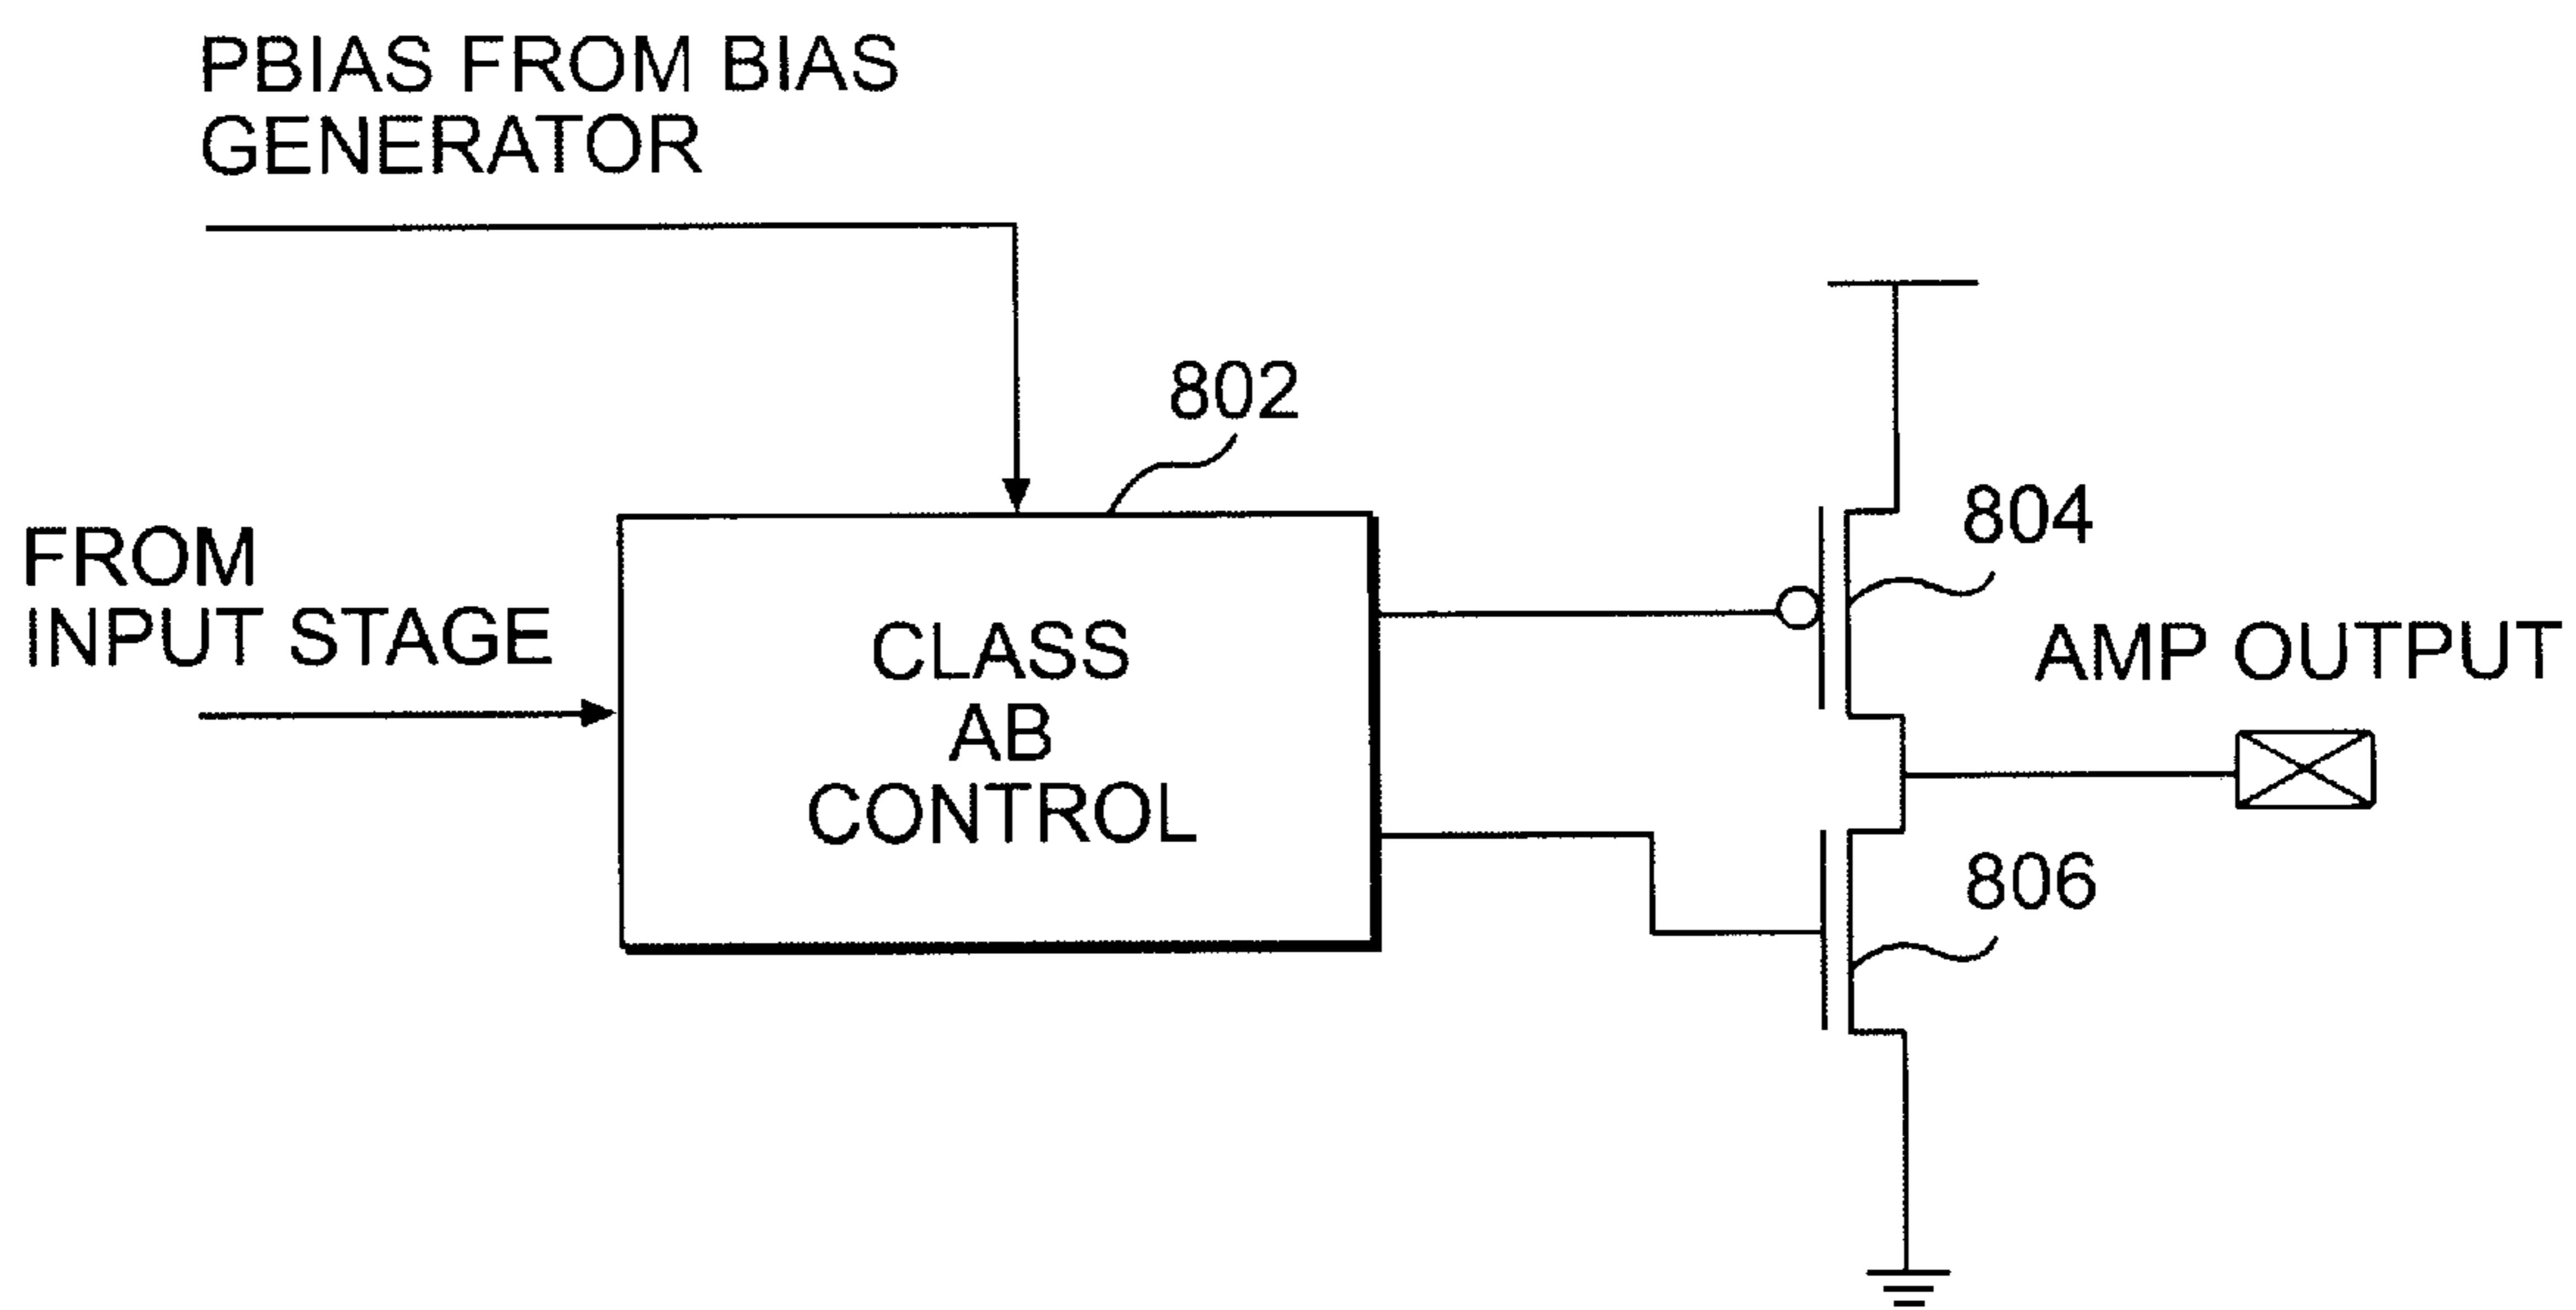 PBIAS FROM BIAS
GENERATOR
802
FROM
INPUT STAGE
CLASS
AB
CONTROL
804
AMP OUTPUT
806